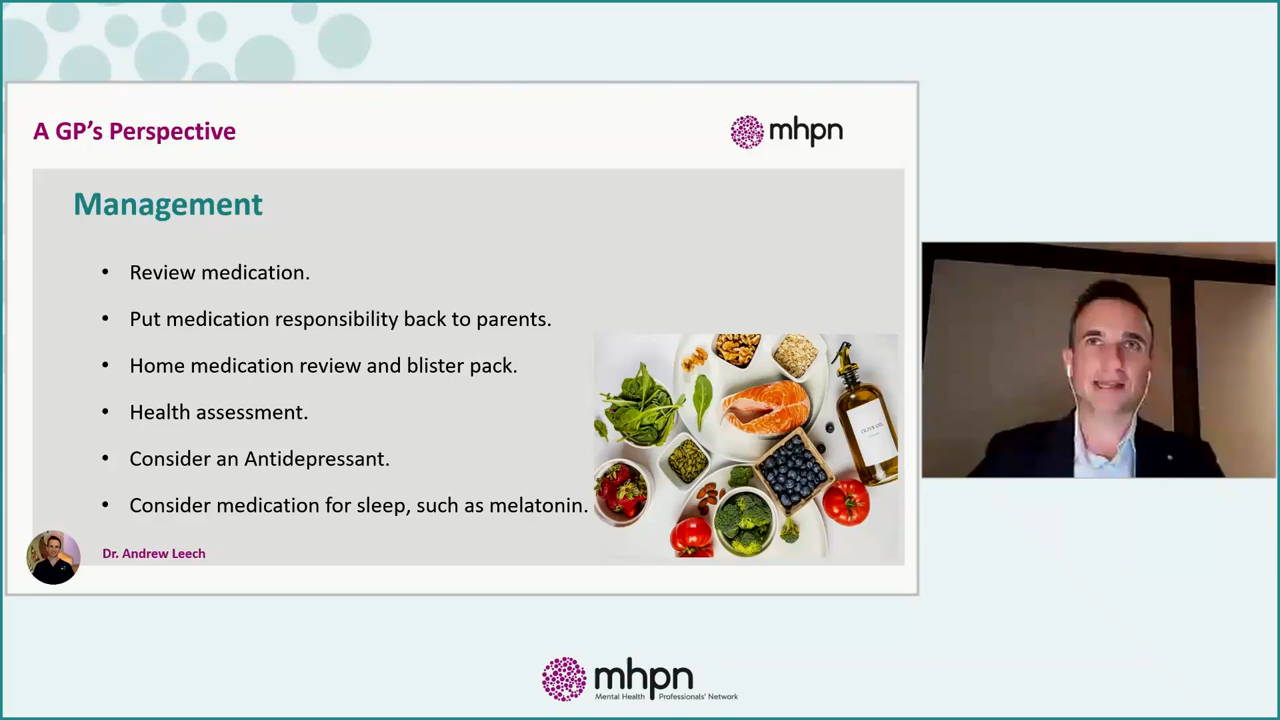 A GP's Perspective
mhpn
Management
• Review medication.
• Put medication responsibility back to parents.
• Home medication review and blister pack.
• Health assessment.
• Consider an Antidepressant.
• Consider medication for sleep, such as melatonin.
OLIVE OIL
Dr. Andrew Leech
mhpn
Mental Health Professionals' Network